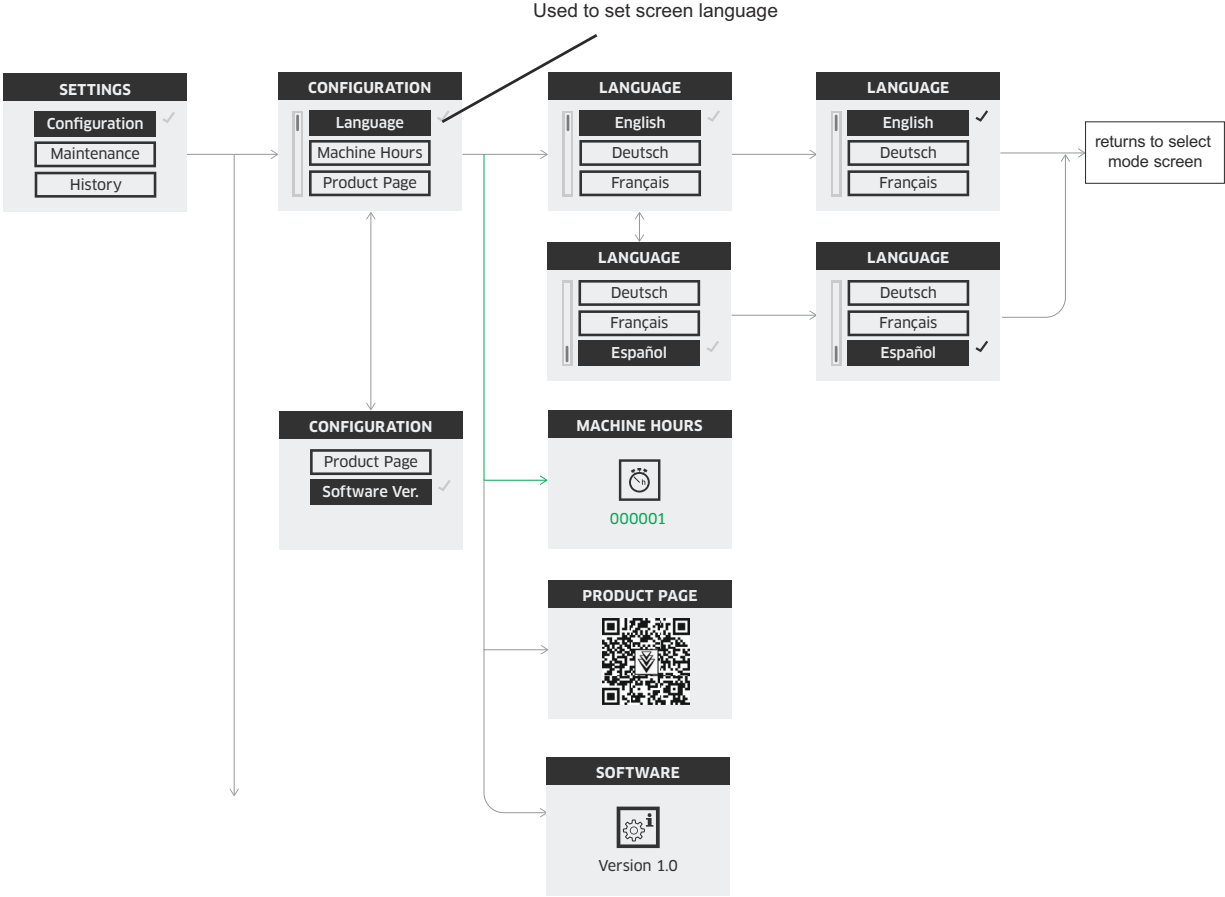 Used to set screen language
SETTINGS
Configuration
Maintenance
History
CONFIGURATION
Language
Machine Hours
Product Page
LANGUAGE
English
Deutsch
Français
LANGUAGE
English
Deutsch
Français
returns to select
mode screen
LANGUAGE
Deutsch
Français
Español
LANGUAGE
Deutsch
Français
Español
CONFIGURATION
Product Page
Software Ver.
MACHINE HOURS
h
000001
PRODUCT PAGE
SOFTWARE
i
Version 1.0